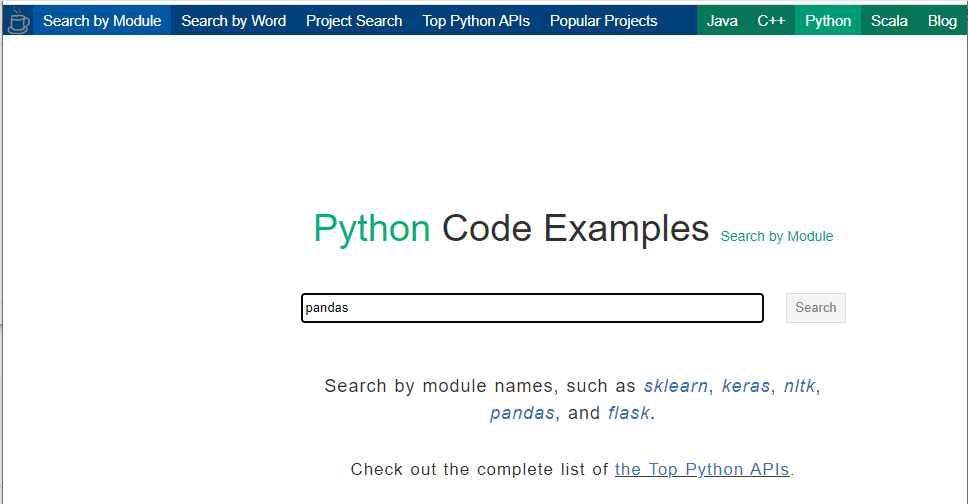 Search by Module Search by Word Project Search Top Python APIs Popular Projects Java C++ Python Scala Blog
Python Code Examples Search by Module
pandas Search
Search by module names, such as sklearn, keras, nltk,
pandas, and flask.
Check out the complete list of the Top Python APIs.